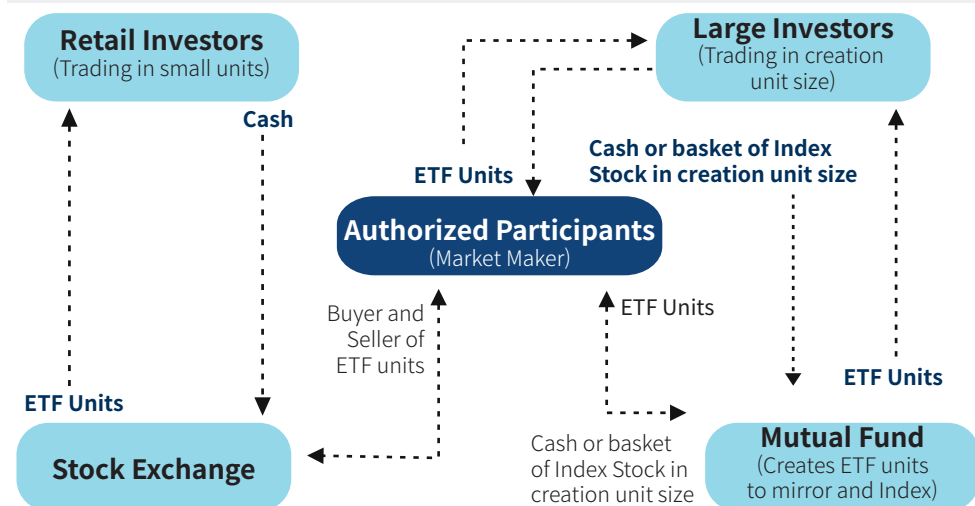 Retail Investors
(Trading in small units)
Large Investors
(Trading in creation
unit size)
Cash
Cash or basket of Index
Stock in creation unit size
ETF Units
Authorized Participants
(Market Maker)
Buyer and
Seller of
ETF units
ETF Units
ETF Units
ETF Units
Stock Exchange
Cash or basket
of Index Stock in
creation unit size
Mutual Fund
(Creates ETF units
to mirror and Index)